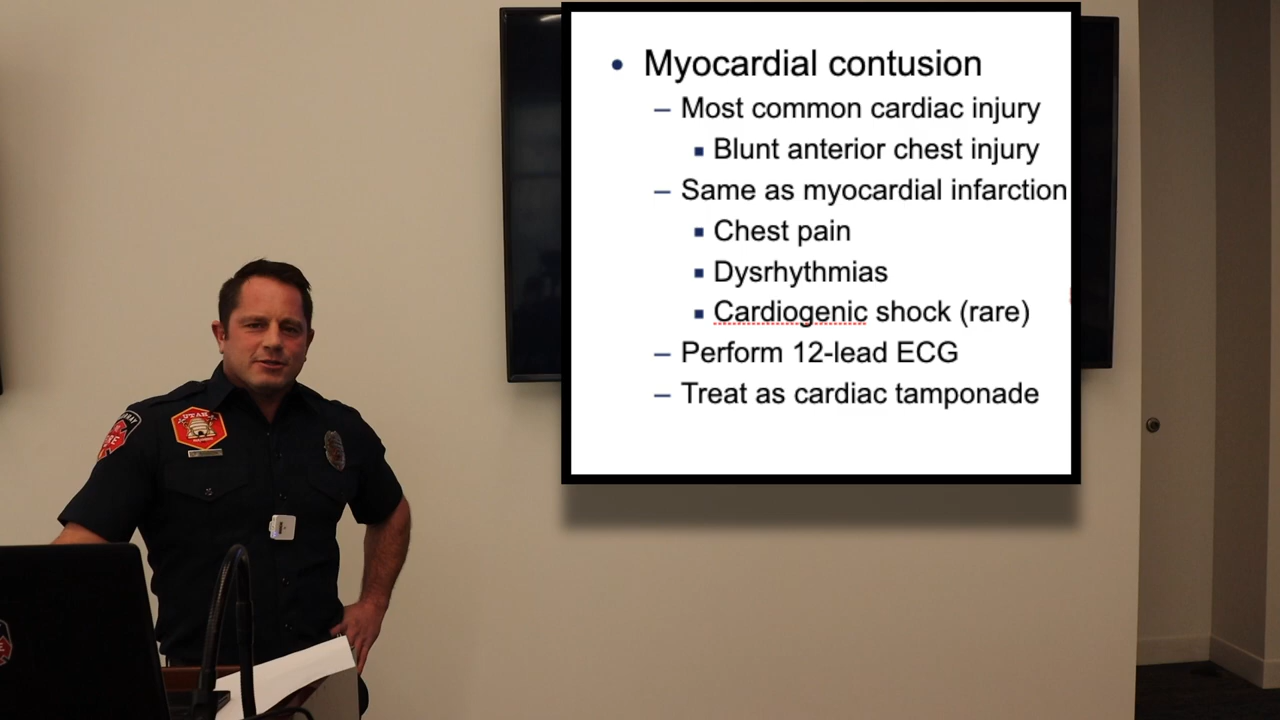 • Myocardial contusion
– Most common cardiac injury
▪ Blunt anterior chest injury
– Same as myocardial infarction
▪ Chest pain
▪ Dysrhythmias
▪ Cardiogenic shock (rare)
– Perform 12-lead ECG
– Treat as cardiac tamponade
UTAH